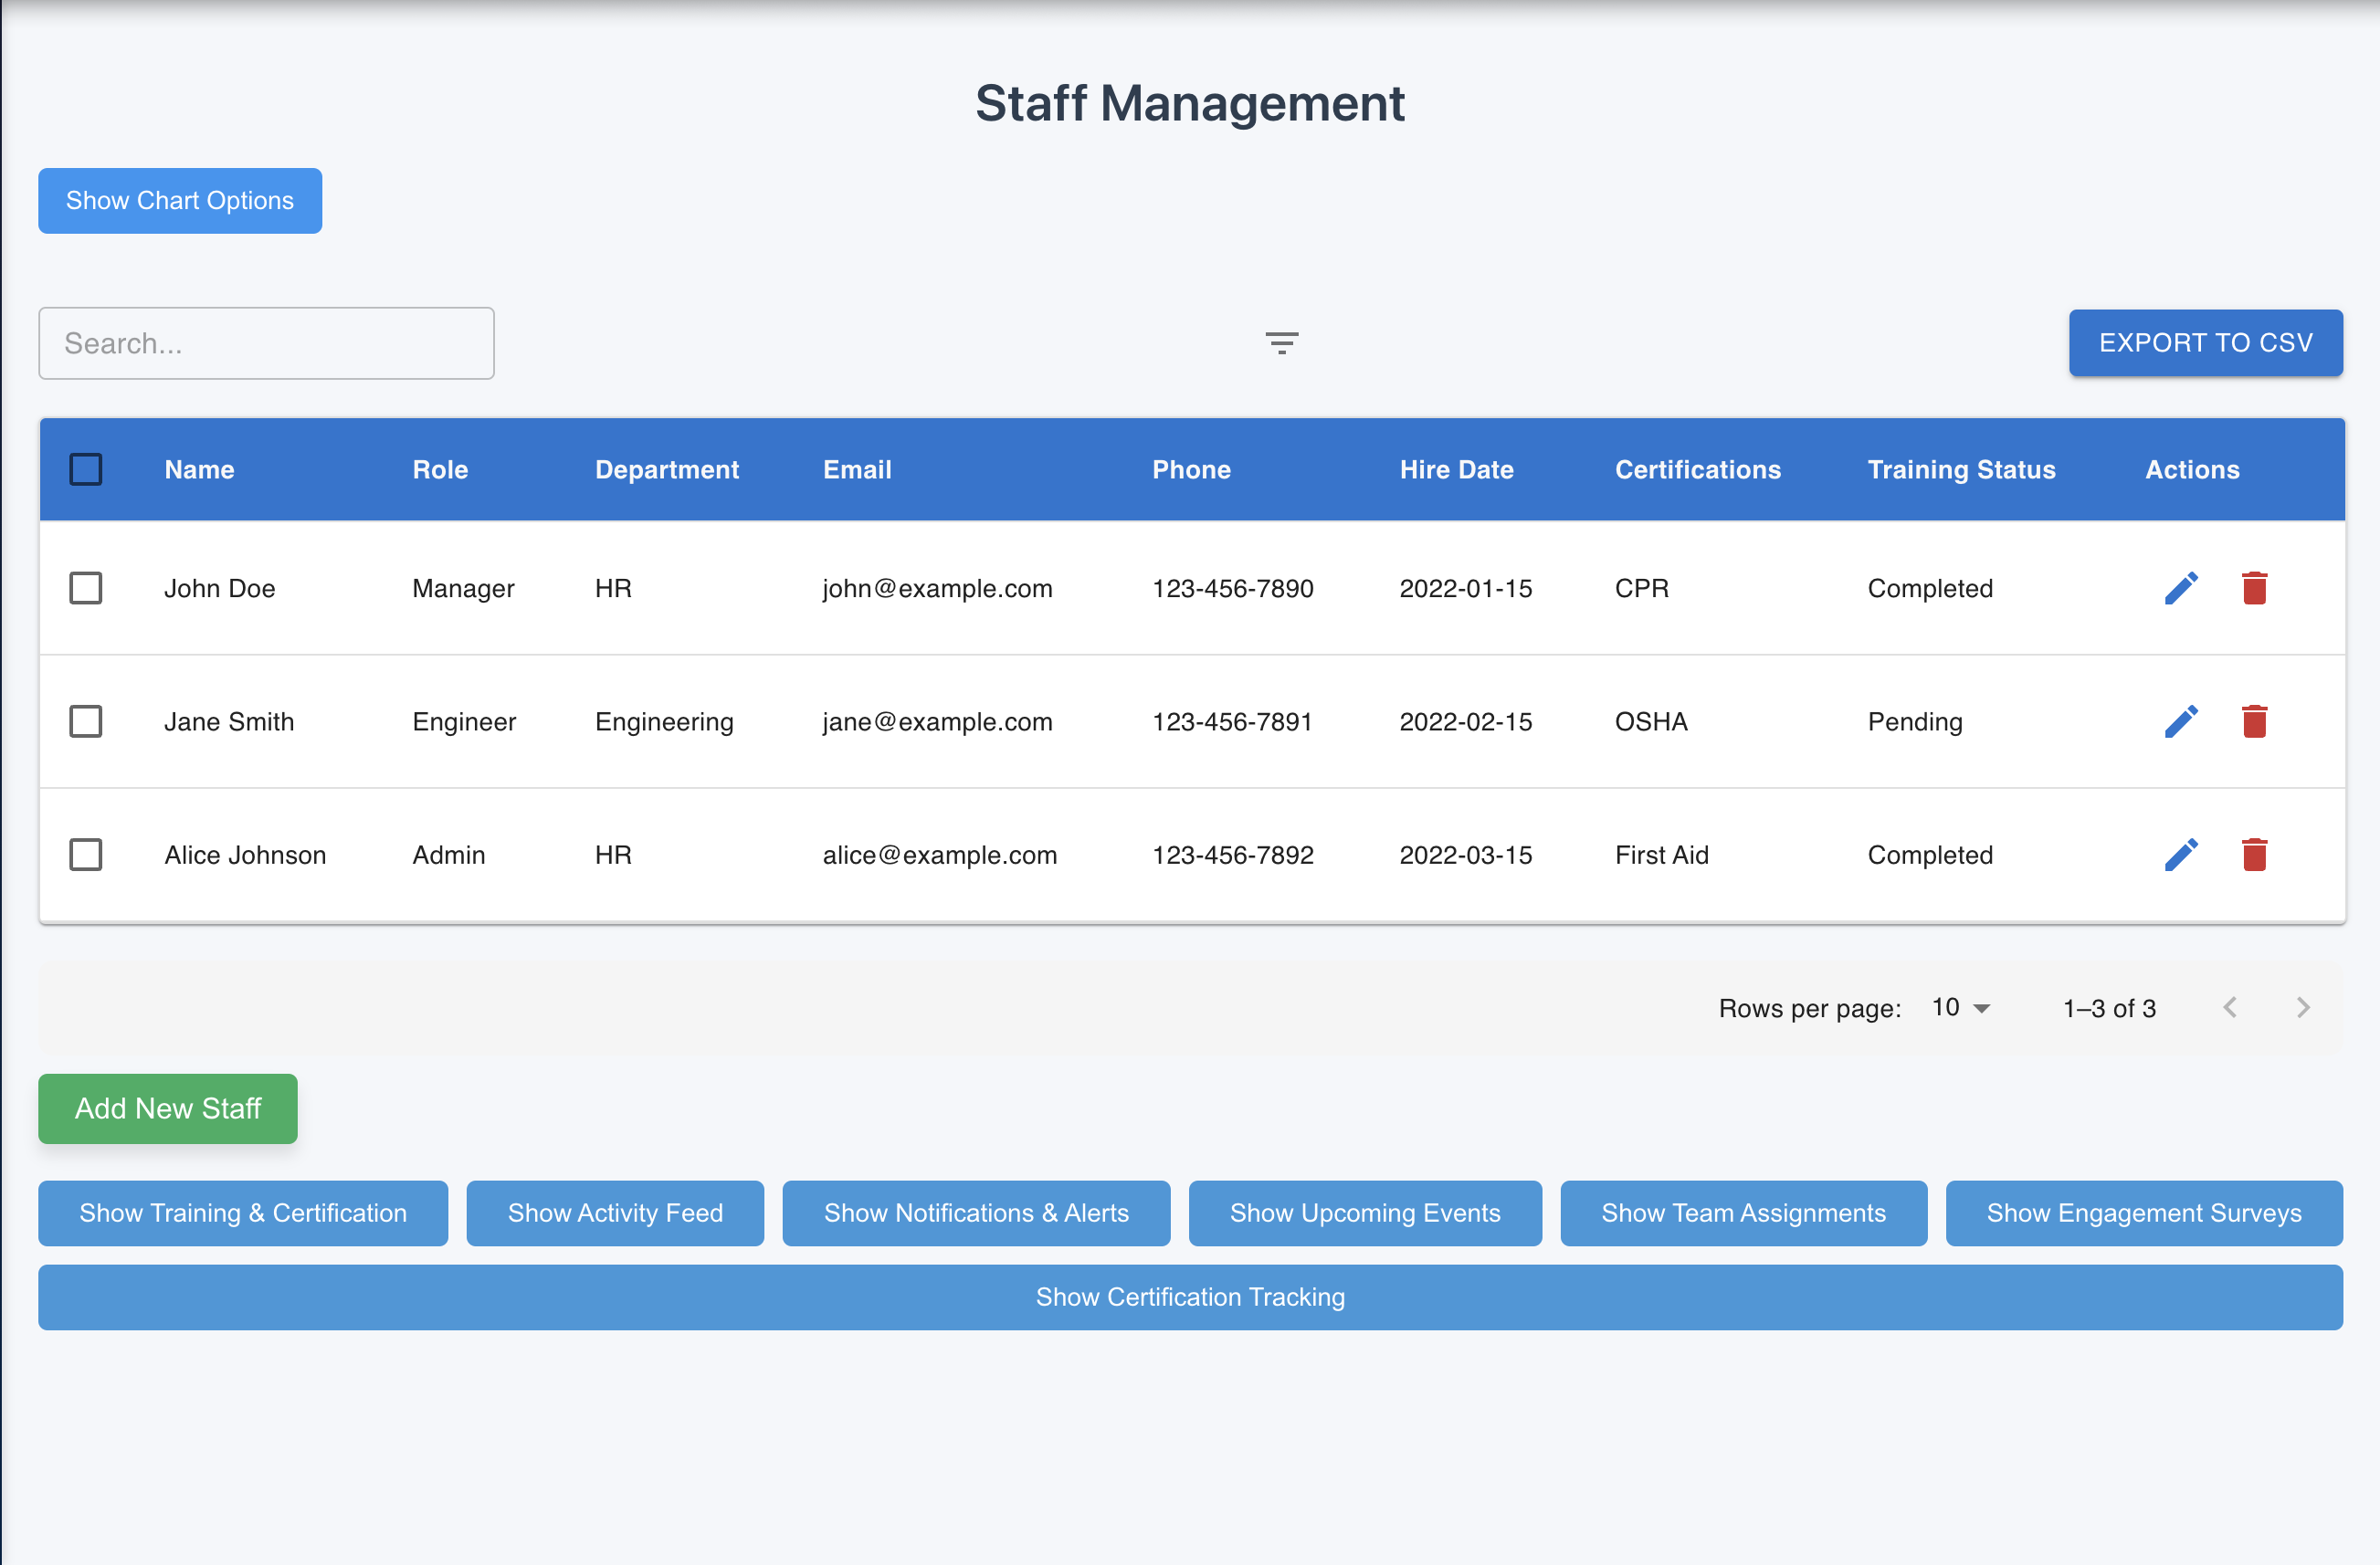 Staff Management
Show Chart Options
Search...
EXPORT TO CSV
Name Role Department Email Phone Hire Date Certifications Training Status Actions
John Doe Manager HR john@example.com 123-456-7890 2022-01-15 CPR Completed
Jane Smith Engineer Engineering jane@example.com 123-456-7891 2022-02-15 OSHA Pending
Alice Johnson Admin HR alice@example.com 123-456-7892 2022-03-15 First Aid Completed
Rows per page: 10 1–3 of 3
Add New Staff
Show Training & Certification Show Activity Feed Show Notifications & Alerts Show Upcoming Events Show Team Assignments Show Engagement Surveys
Show Certification Tracking